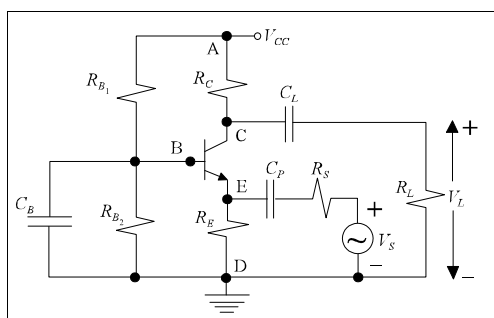 A
V_CC
R_B1
R_C
C_L
C
B
E
C_P
R_S
+
R_L
V_L
C_B
R_B2
R_E
+
V_S
−
D
−